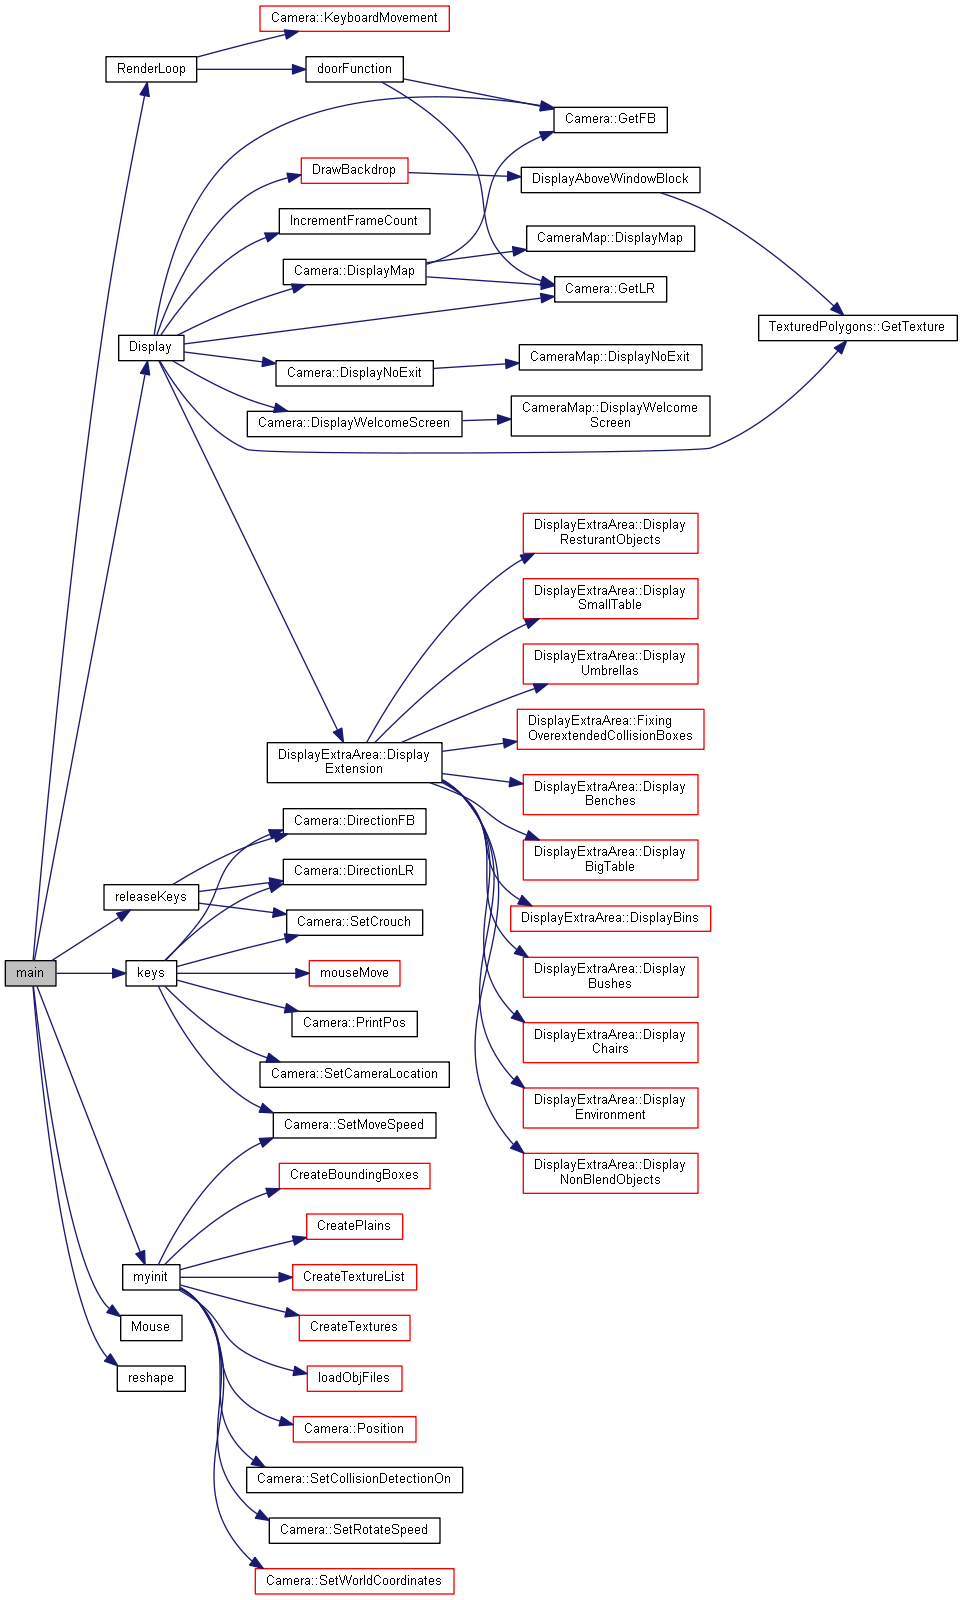 Camera::KeyboardMovement
RenderLoop
doorFunction
Camera::GetFB
DrawBackdrop
DisplayAboveWindowBlock
IncrementFrameCount
CameraMap::DisplayMap
Camera::DisplayMap
Camera::GetLR
TexturedPolygons::GetTexture
Display
CameraMap::DisplayNoExit
Camera::DisplayNoExit
CameraMap::DisplayWelcome
Screen
Camera::DisplayWelcomeScreen
DisplayExtraArea::Display
ResturantObjects
DisplayExtraArea::Display
SmallTable
DisplayExtraArea::Display
Umbrellas
DisplayExtraArea::Fixing
OverextendedCollisionBoxes
DisplayExtraArea::Display
Extension
DisplayExtraArea::Display
Benches
Camera::DirectionFB
DisplayExtraArea::Display
BigTable
Camera::DirectionLR
releaseKeys
DisplayExtraArea::DisplayBins
Camera::SetCrouch
main
keys
mouseMove
DisplayExtraArea::Display
Bushes
Camera::PrintPos
DisplayExtraArea::Display
Chairs
Camera::SetCameraLocation
DisplayExtraArea::Display
Environment
Camera::SetMoveSpeed
DisplayExtraArea::Display
NonBlendObjects
CreateBoundingBoxes
CreatePlains
myinit
CreateTextureList
Mouse
CreateTextures
reshape
loadObjFiles
Camera::Position
Camera::SetCollisionDetectionOn
Camera::SetRotateSpeed
Camera::SetWorldCoordinates